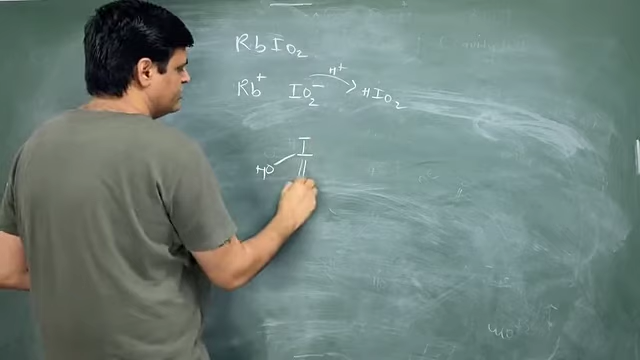 RbIO₂
Rb⁺ IO₂⁻ H⁺ HIO₂
I
HO